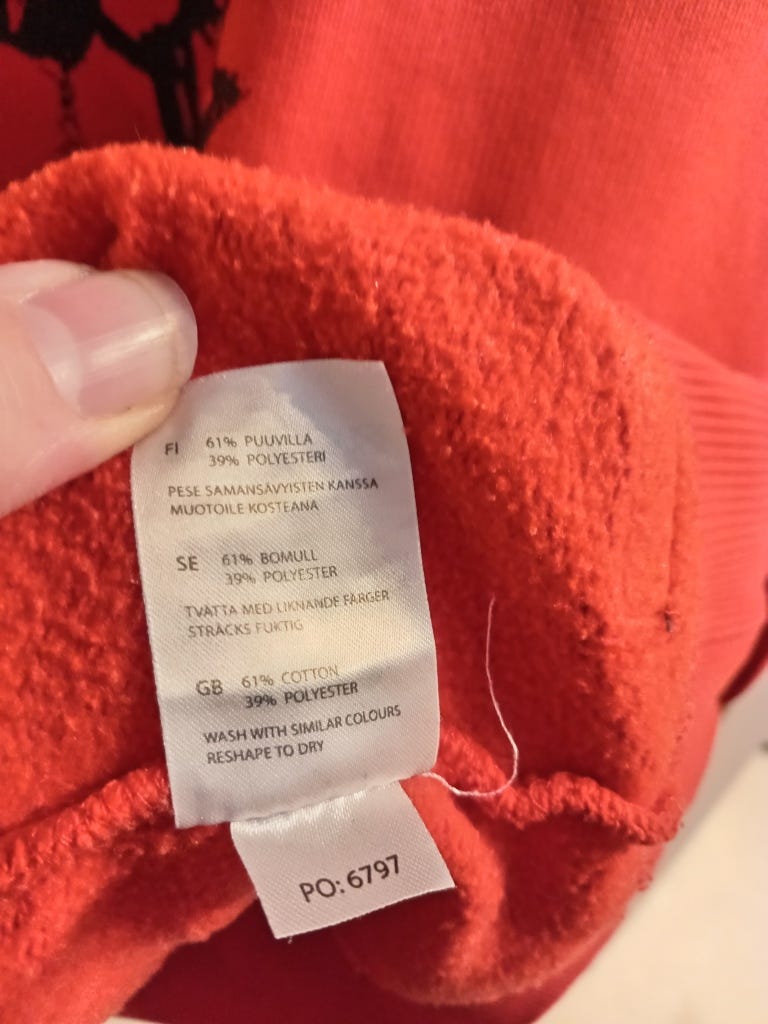 FI 61% PUUVILLA
39% POLYESTERI
PESE SAMANSÄVYISTEN KANSSA
MUOTOILE KOSTEANA
SE 61% BOMULL
39% POLYESTER
TVÄTTA MED LIKNANDE FÄRGER
STRÄCKS FUKTIG
GB 61% COTTON
39% POLYESTER
WASH WITH SIMILAR COLOURS
RESHAPE TO DRY
PO: 6797